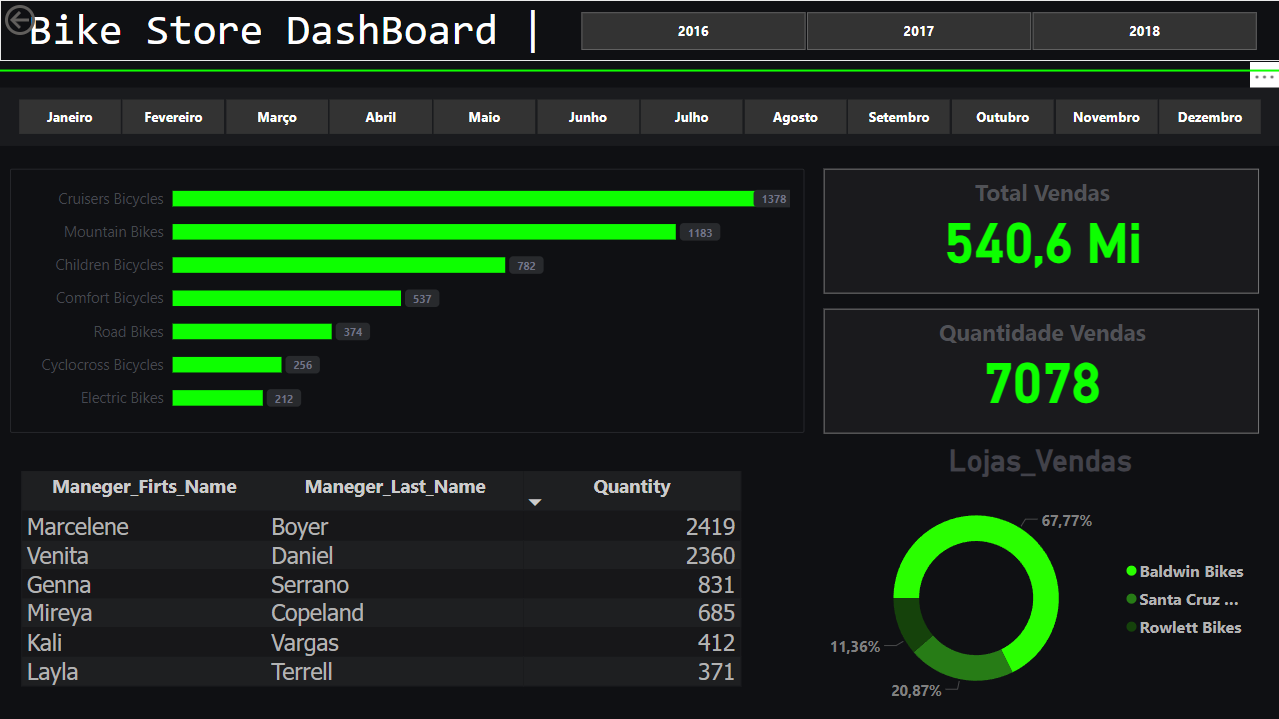 Bike Store DashBoard |
2016 2017 2018
Janeiro Fevereiro Março Abril Maio Junho Julho Agosto Setembro Outubro Novembro Dezembro
Cruisers Bicycles 1378
Mountain Bikes 1183
Children Bicycles 782
Comfort Bicycles 537
Road Bikes 374
Cyclocross Bicycles 256
Electric Bikes 212
Total Vendas
540,6 Mi
Quantidade Vendas
7078
Maneger_Firts_Name Maneger_Last_Name Quantity
Marcelene Boyer 2419
Venita Daniel 2360
Genna Serrano 831
Mireya Copeland 685
Kali Vargas 412
Layla Terrell 371
Lojas_Vendas
67,77%
11,36%
20,87%
Baldwin Bikes
Santa Cruz ...
Rowlett Bikes